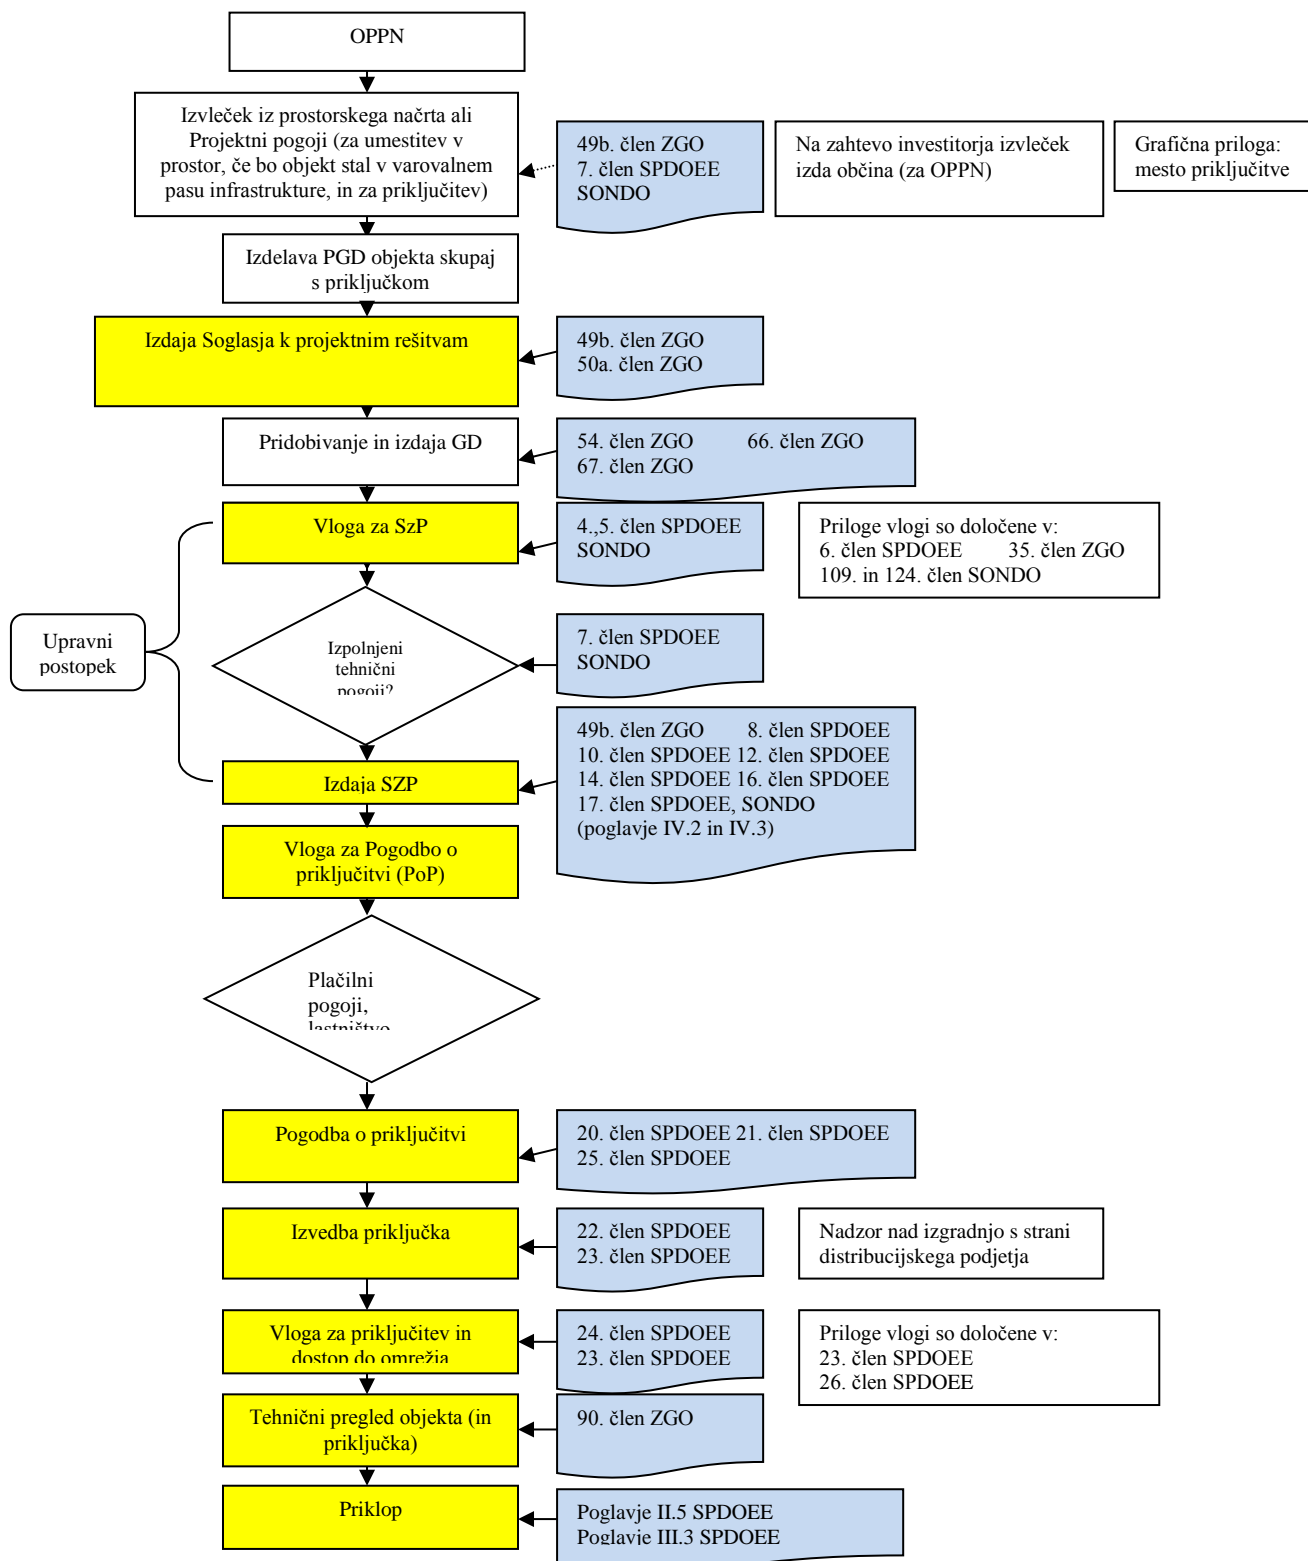 OPPN
Izvleček iz prostorskega načrta ali
Projektni pogoji (za umestitev v
prostor, če bo objekt stal v varovalnem
pasu infrastrukture, in za priključitev)
49b. člen ZGO
7. člen SPDOEE
SONDO
Na zahtevo investitorja izvleček
izda občina (za OPPN)
Grafična priloga:
mesto priključitve
Izdelava PGD objekta skupaj
s priključkom
Izdaja Soglasja k projektnim rešitvam
49b. člen ZGO
50a. člen ZGO
Pridobivanje in izdaja GD
54. člen ZGO 66. člen ZGO
67. člen ZGO
Vloga za SzP
4.,5. člen SPDOEE
SONDO
Priloge vlogi so določene v:
6. člen SPDOEE 35. člen ZGO
109. in 124. člen SONDO
Upravni
postopek
Izpolnjeni
tehnični
pogoji?
7. člen SPDOEE
SONDO
Izdaja SZP
49b. člen ZGO 8. člen SPDOEE
10. člen SPDOEE 12. člen SPDOEE
14. člen SPDOEE 16. člen SPDOEE
17. člen SPDOEE, SONDO
(poglavje IV.2 in IV.3)
Vloga za Pogodbo o
priključitvi (PoP)
Plačilni
pogoji,
lastništvo
Pogodba o priključitvi
20. člen SPDOEE 21. člen SPDOEE
25. člen SPDOEE
Izvedba priključka
22. člen SPDOEE
23. člen SPDOEE
Nadzor nad izgradnjo s strani
distribucijskega podjetja
Vloga za priključitev in
dostop do omrežja
24. člen SPDOEE
23. člen SPDOEE
Priloge vlogi so določene v:
23. člen SPDOEE
26. člen SPDOEE
Tehnični pregled objekta (in
priključka)
90. člen ZGO
Priklop
Poglavje II.5 SPDOEE
Poglavje III.3 SPDOEE